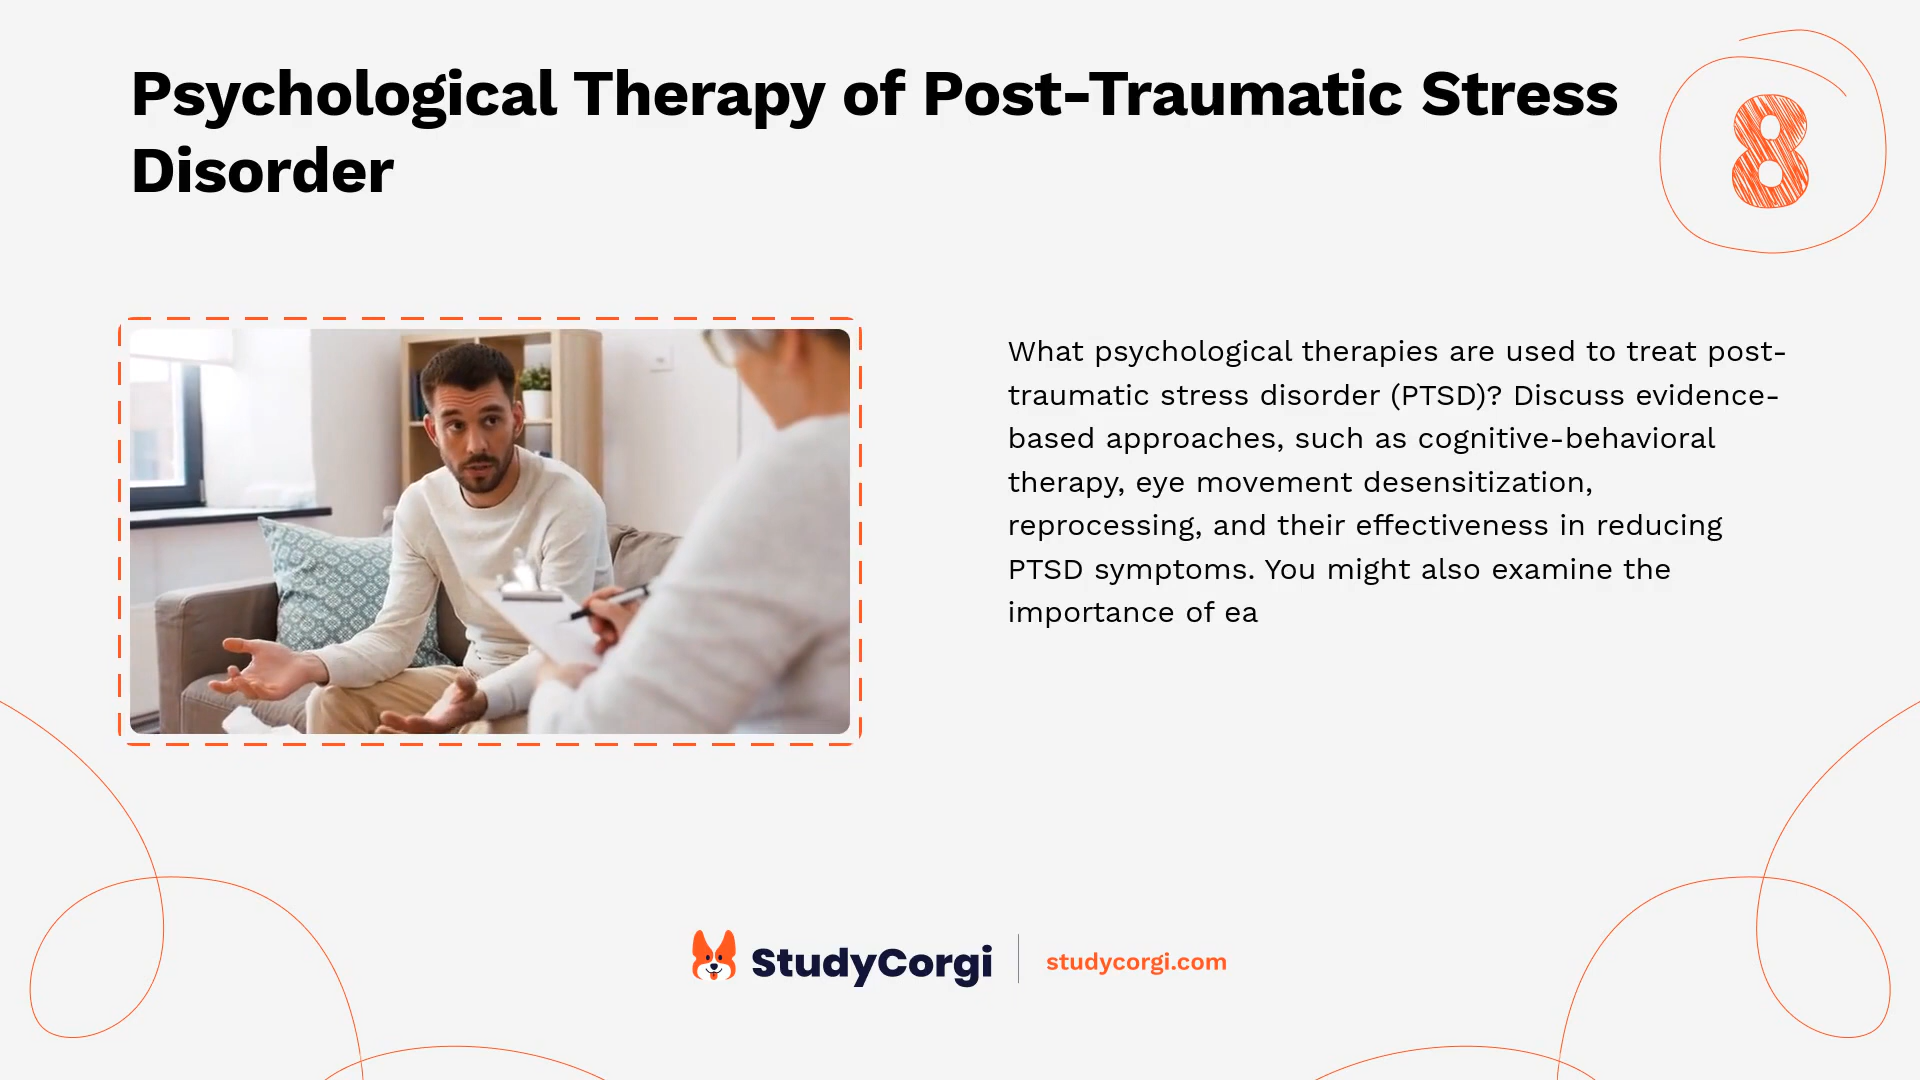 Psychological Therapy of Post-Traumatic Stress
Disorder
8
What psychological therapies are used to treat post-
traumatic stress disorder (PTSD)? Discuss evidence-
based approaches, such as cognitive-behavioral
therapy, eye movement desensitization,
reprocessing, and their effectiveness in reducing
PTSD symptoms. You might also examine the
importance of ea
StudyCorgi
studycorgi.com